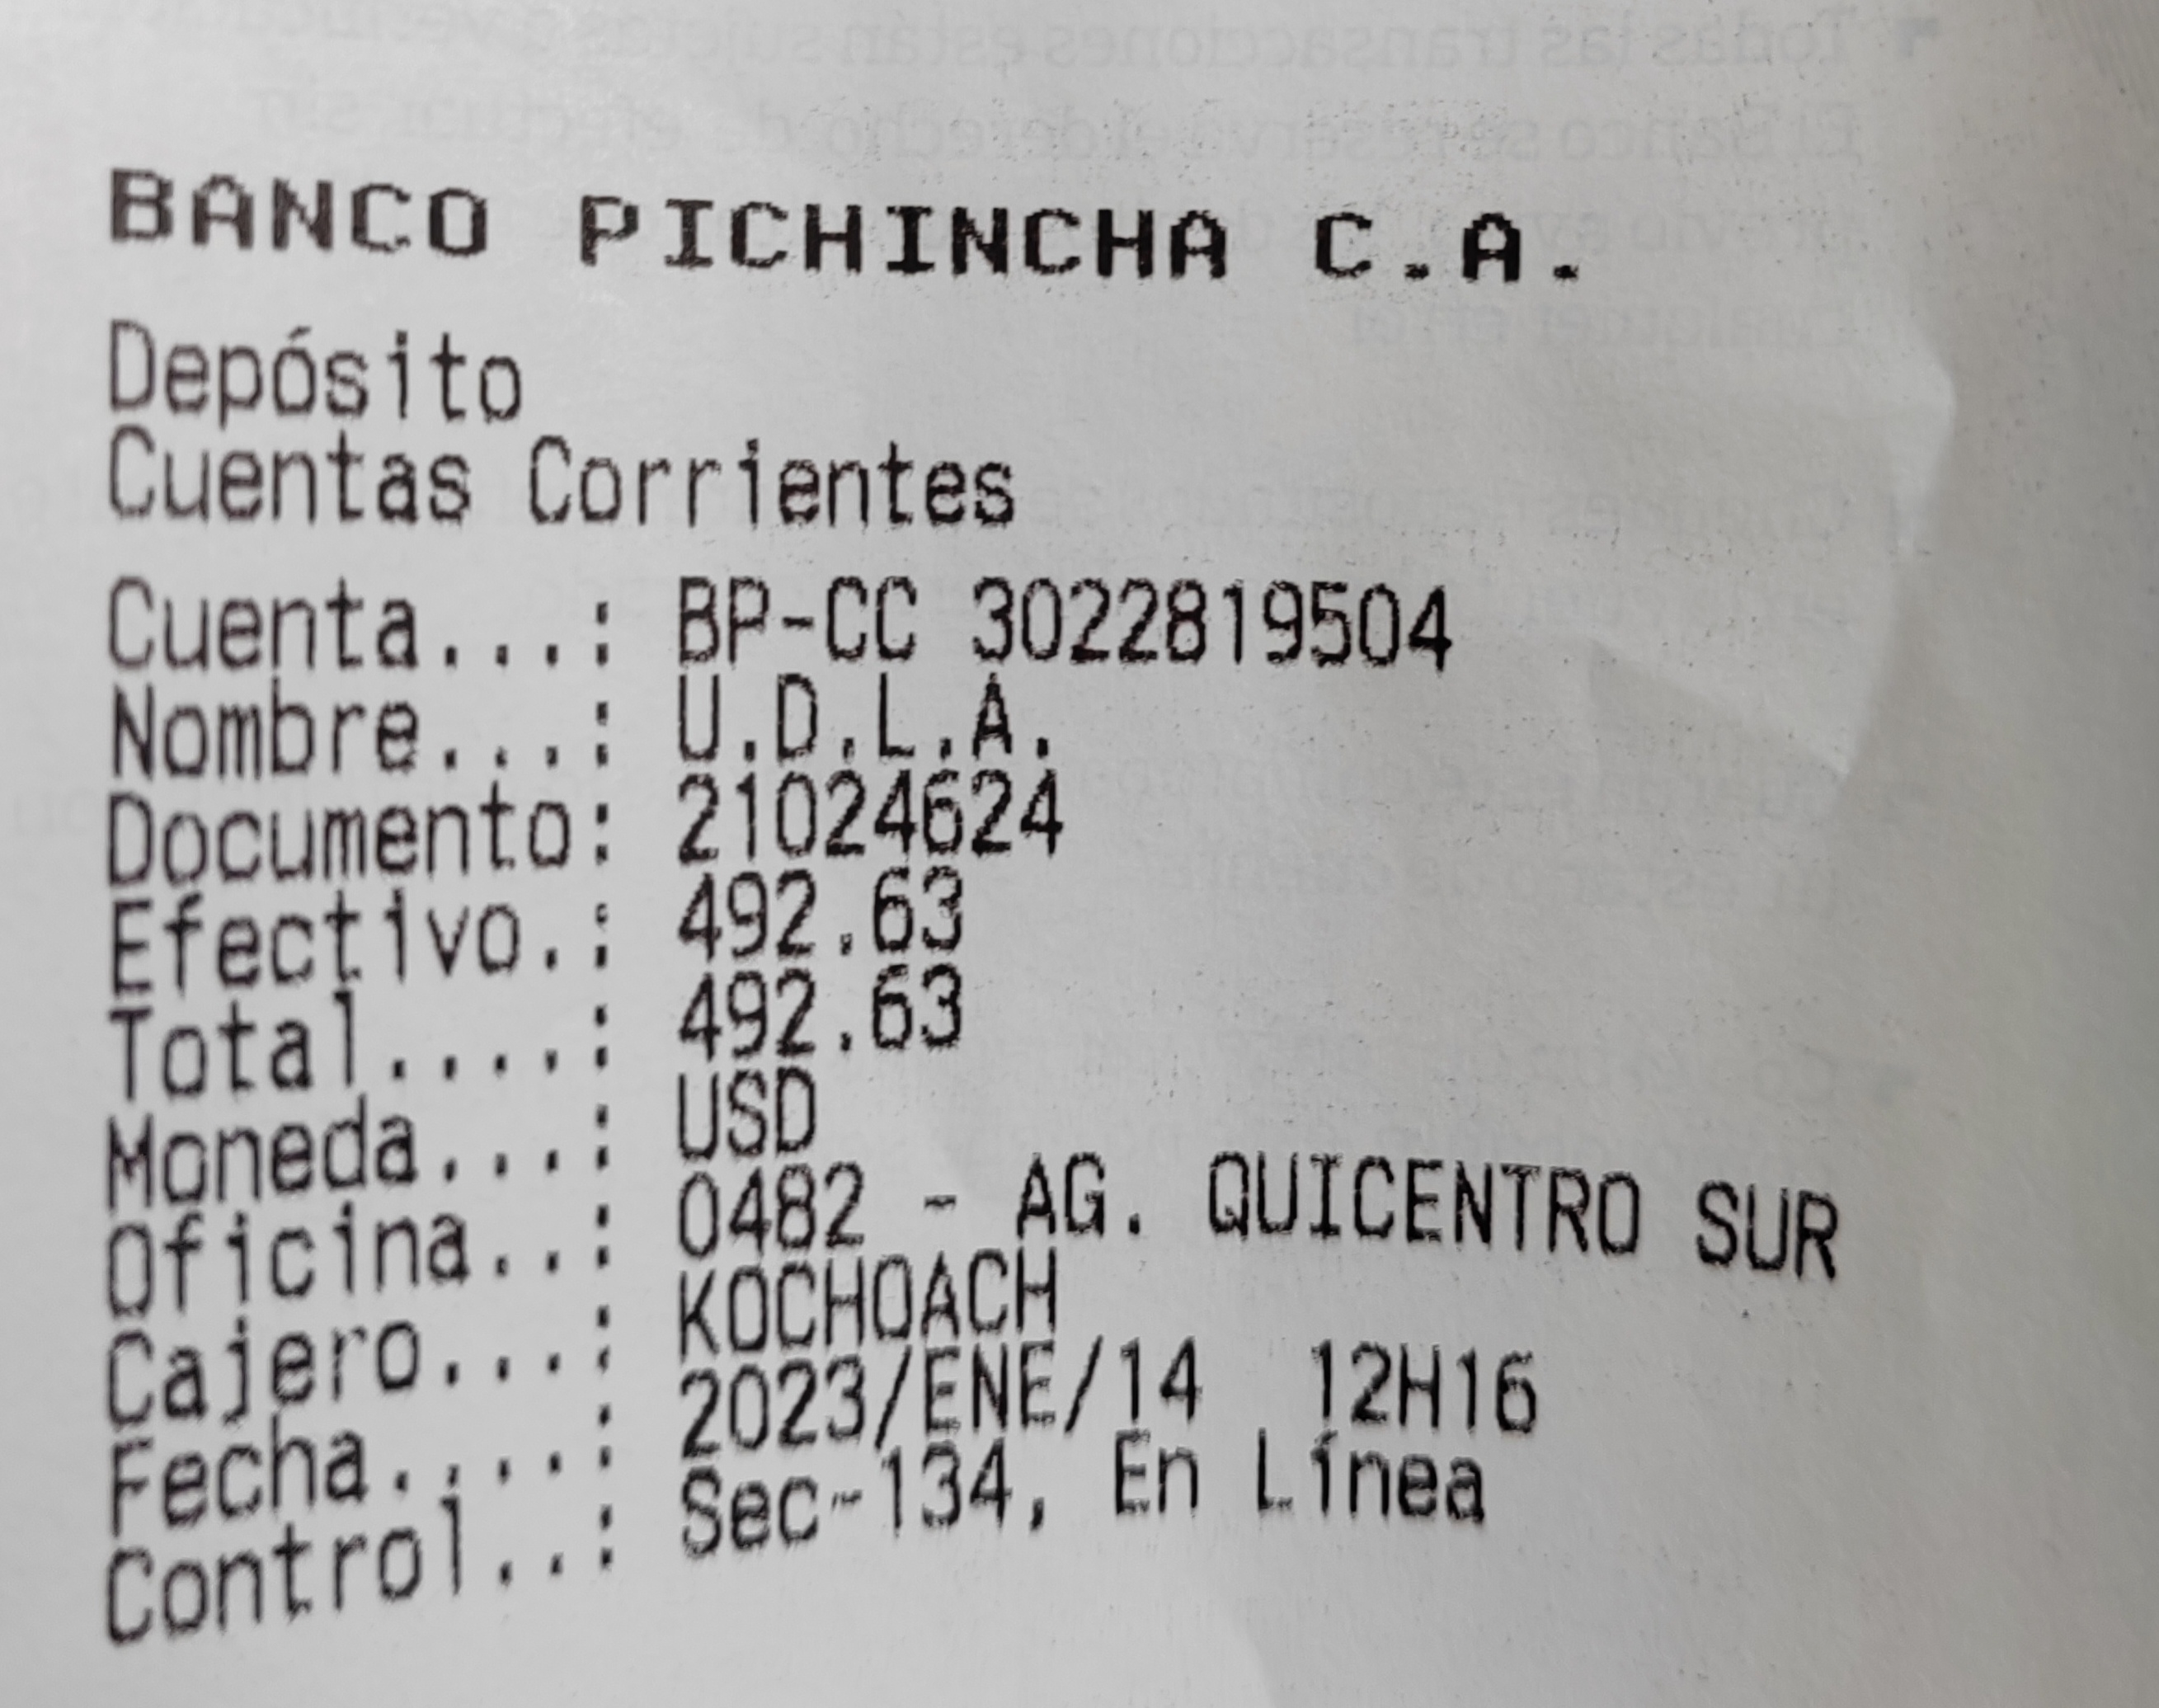 BANCO PICHINCHA C.A.
Depósito
Cuentas Corrientes
Cuenta...: BP-CC 3022819504
Nombre...: U.D.L.A.
Documento: 21024624
Efectivo.: 492.63
Total....: 492.63
Moneda...: USD
Oficina..: 0482 - AG. QUICENTRO SUR
Cajero...: KOCHOACH
Fecha....: 2023/ENE/14 12H16
Control..: Sec-134, En Línea